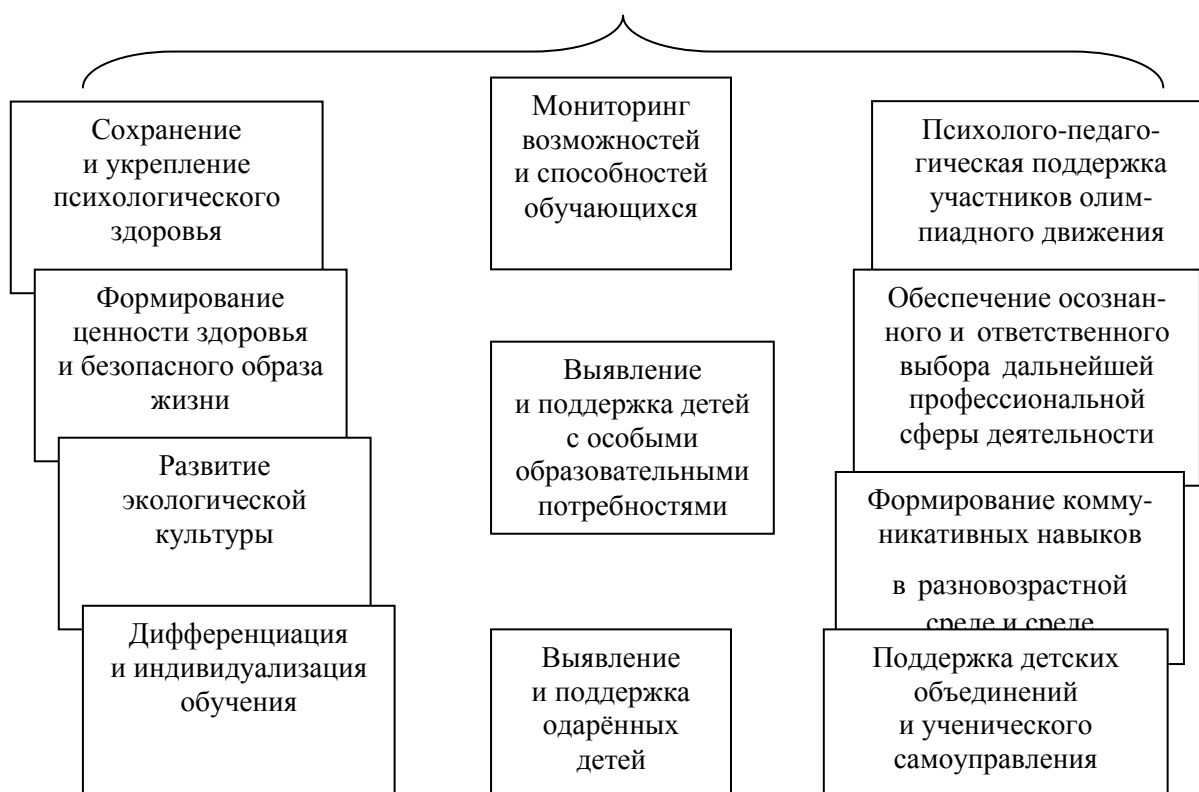 Сохранение
и укрепление
психологического
здоровья
Формирование
ценности здоровья
и безопасного образа
жизни
Развитие
экологической
культуры
Дифференциация
и индивидуализация
обучения
Мониторинг
возможностей
и способностей
обучающихся
Выявление
и поддержка детей
с особыми
образовательными
потребностями
Выявление
и поддержка
одарённых
детей
Психолого-педаго-
гическая поддержка
участников олим-
пиадного движения
Обеспечение осознан-
ного и ответственного
выбора дальнейшей
профессиональной
сферы деятельности
Формирование комму-
никативных навыков
в разновозрастной
среде и среде
Поддержка детских
объединений
и ученического
самоуправления